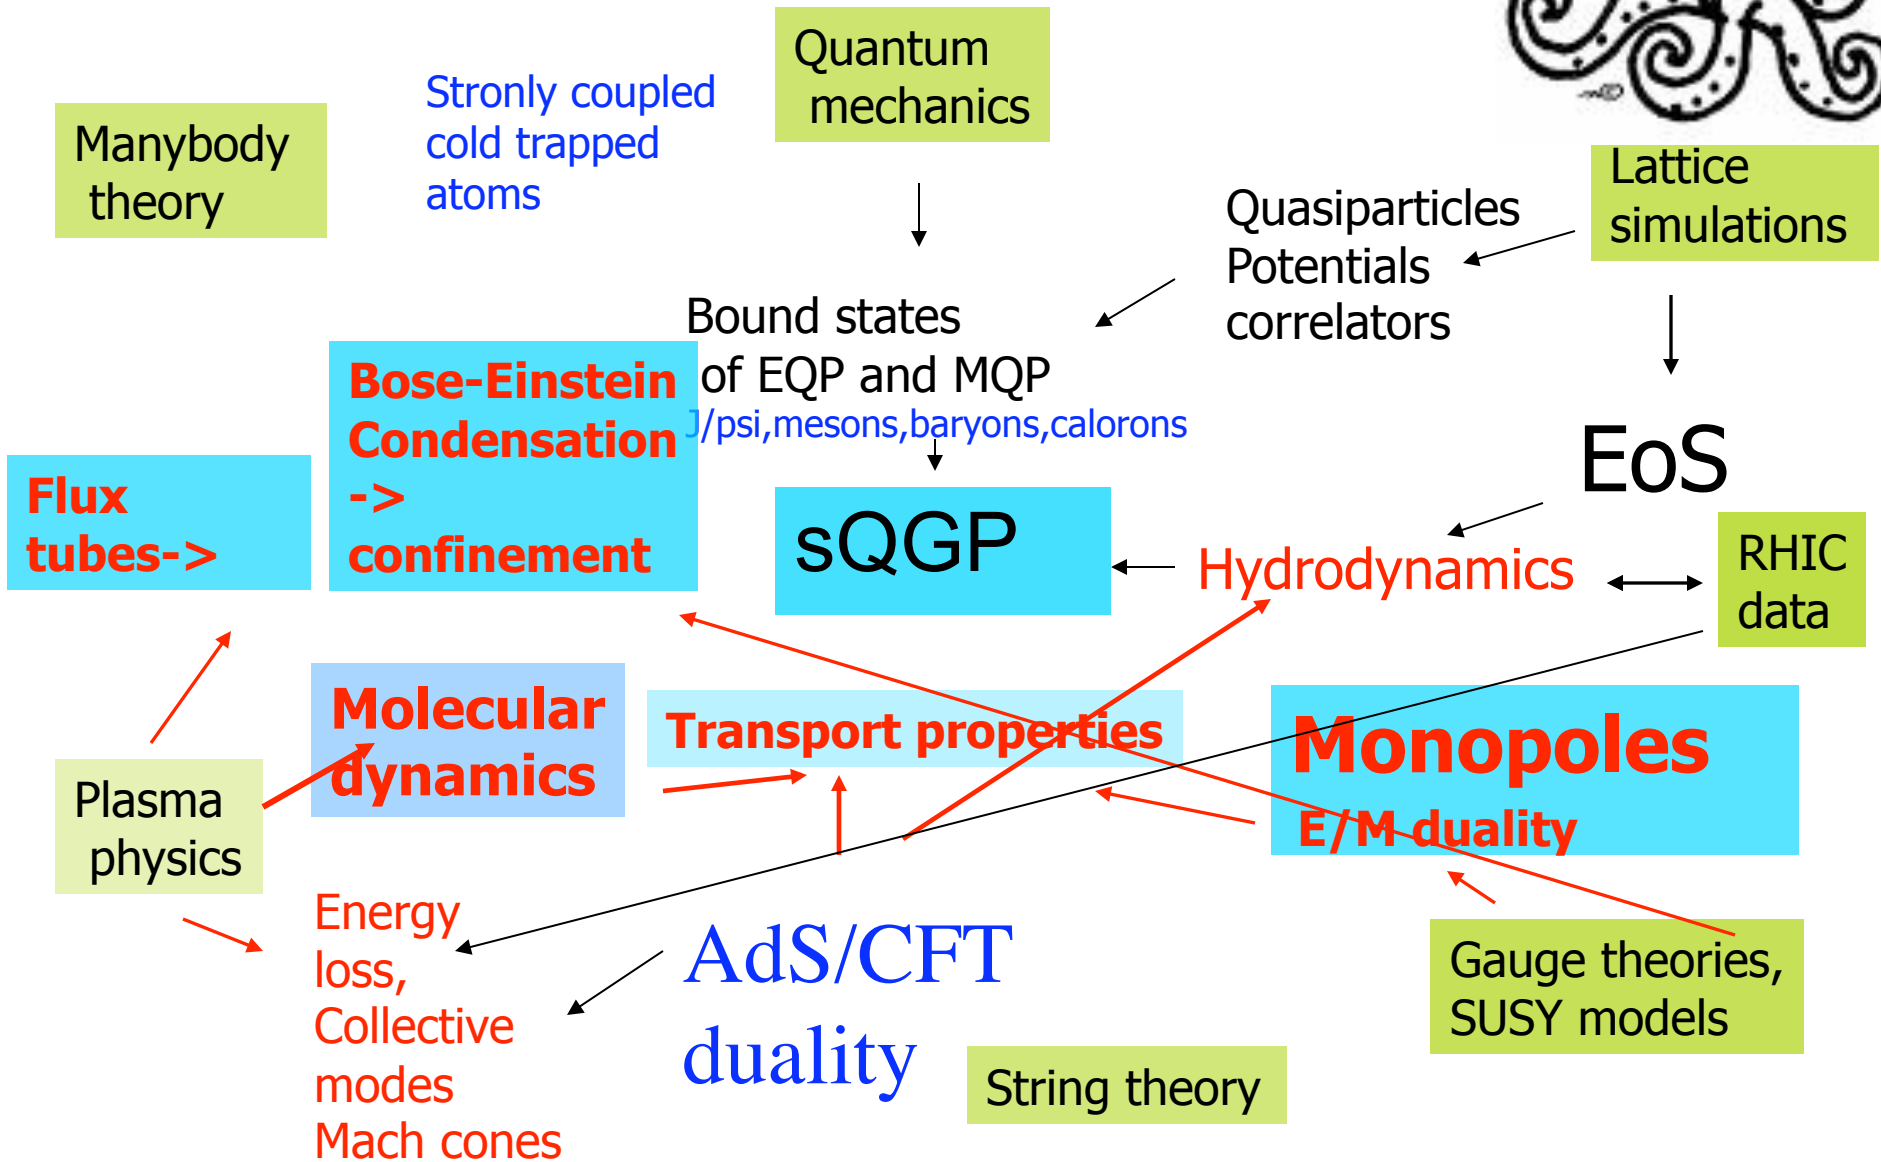 Quantum
mechanics
Stronly coupled
cold trapped
atoms
Manybody
theory
Lattice
simulations
Quasiparticles
Potentials
correlators
Bound states
of EQP and MQP
J/psi,mesons,baryons,calorons
Bose-Einstein
Condensation
->
confinement
Flux
tubes->
sQGP
EoS
Hydrodynamics
RHIC
data
Molecular
dynamics
Transport properties
Monopoles
E/M duality
Plasma
physics
Energy
loss,
Collective
modes
Mach cones
AdS/CFT
duality
String theory
Gauge theories,
SUSY models